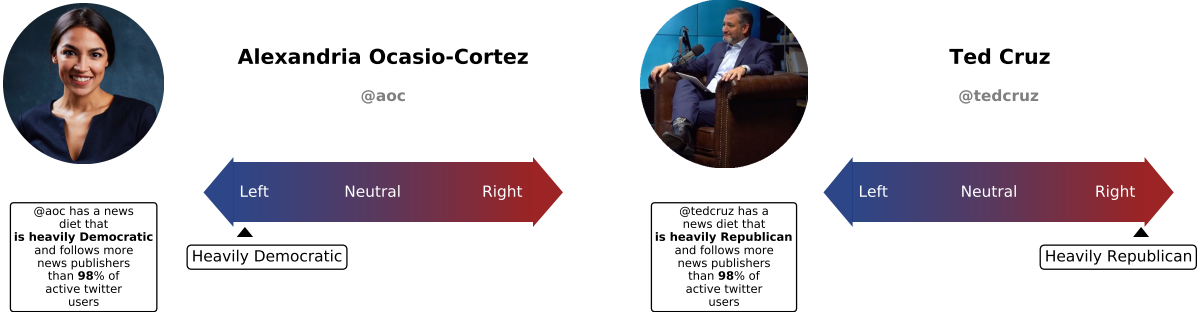 Alexandria Ocasio-Cortez
@aoc
Left Neutral Right
Heavily Democratic
@aoc has a news
diet that
is heavily Democratic
and follows more
news publishers
than 98% of
active twitter
users
Ted Cruz
@tedcruz
Left Neutral Right
Heavily Republican
@tedcruz has a
news diet that
is heavily Republican
and follows more
news publishers
than 98% of
active twitter
users